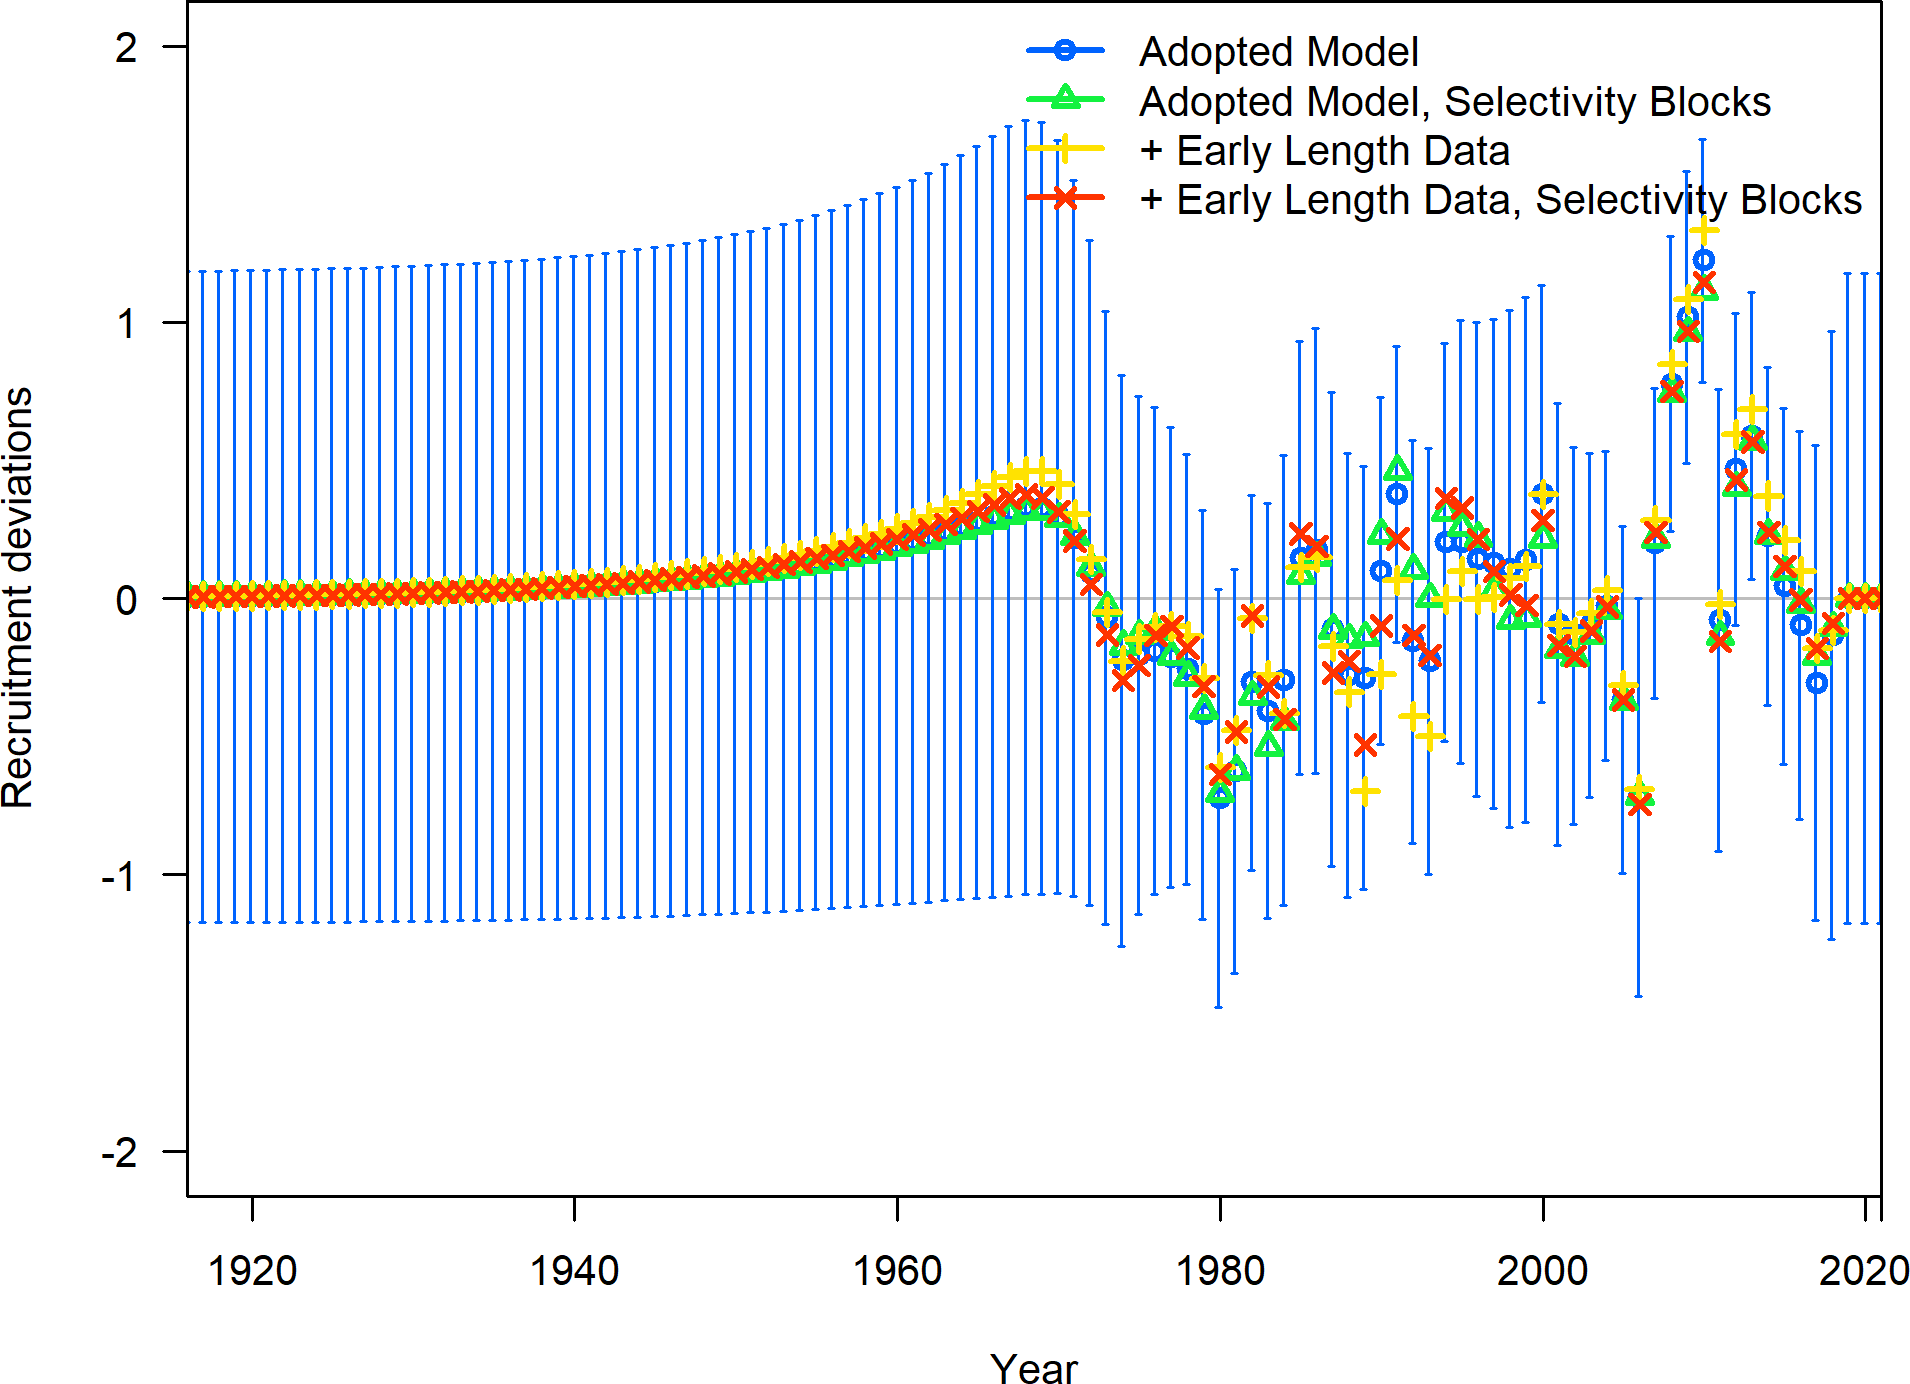 Adopted Model
Adopted Model, Selectivity Blocks
+ Early Length Data
+ Early Length Data, Selectivity Blocks
Recruitment deviations
2
1
0
-1
-2
1920 1940 1960 1980 2000 2020
Year